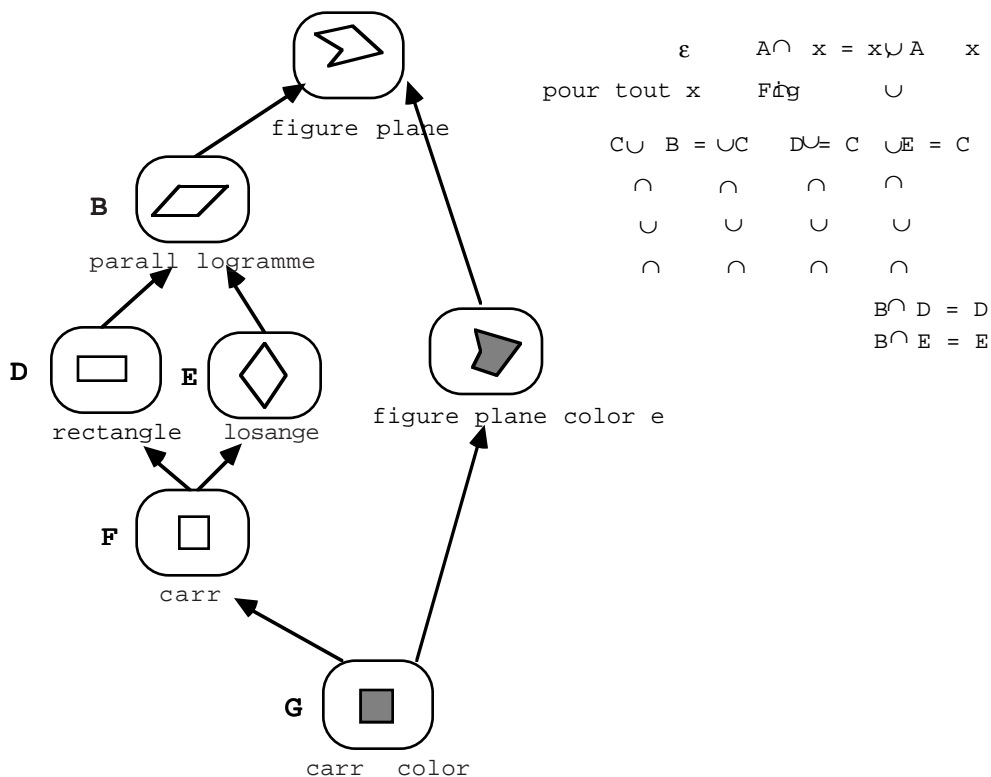 ε A∩ x = x∪ A x
pour tout x Fig ∪
figure plane
C∪ B = ∪C D∪= C ∪E = C
∩ ∩ ∩ ∩
B
∪ ∪ ∪ ∪
parall logramme
∩ ∩ ∩ ∩
B∩ D = D
B∩ E = E
D
E
figure plane color e
rectangle losange
F
carr
G
carr color